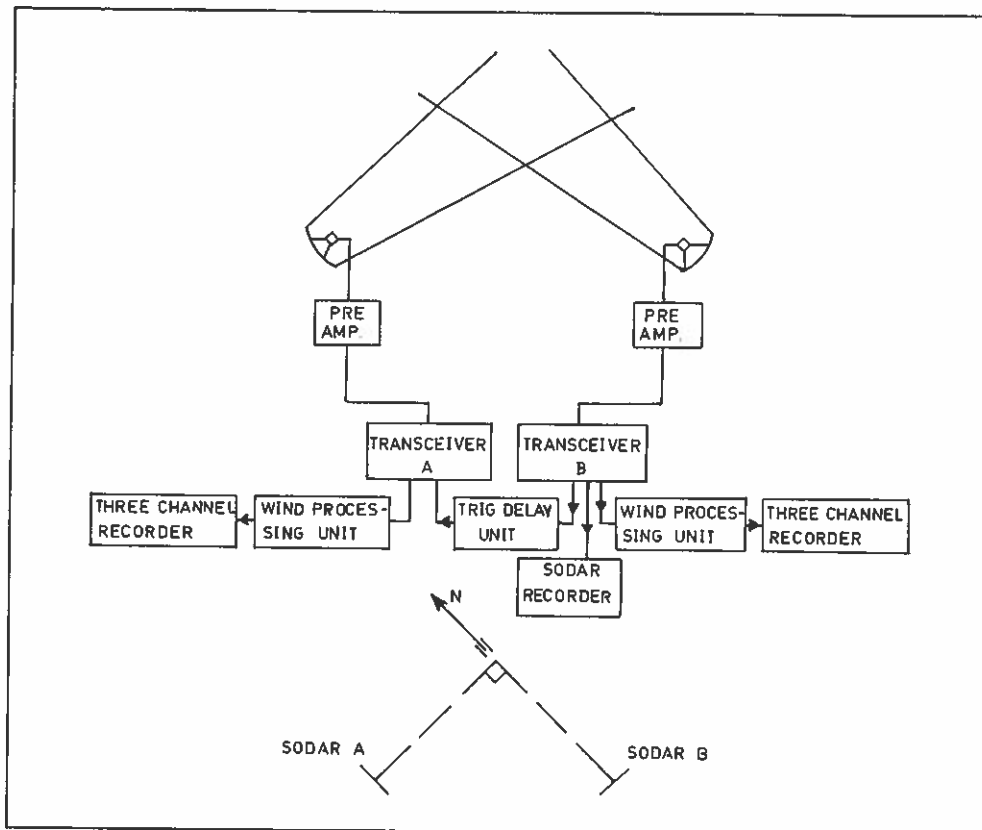 PRE
AMP.
PRE
AMP.
TRANSCEIVER
A
TRANSCEIVER
B
THREE CHANNEL
RECORDER
WIND PROCES-
SING UNIT
TRIG DELAY
UNIT
WIND PROCES-
SING UNIT
THREE CHANNEL
RECORDER
SODAR
RECORDER
N
SODAR A
SODAR B